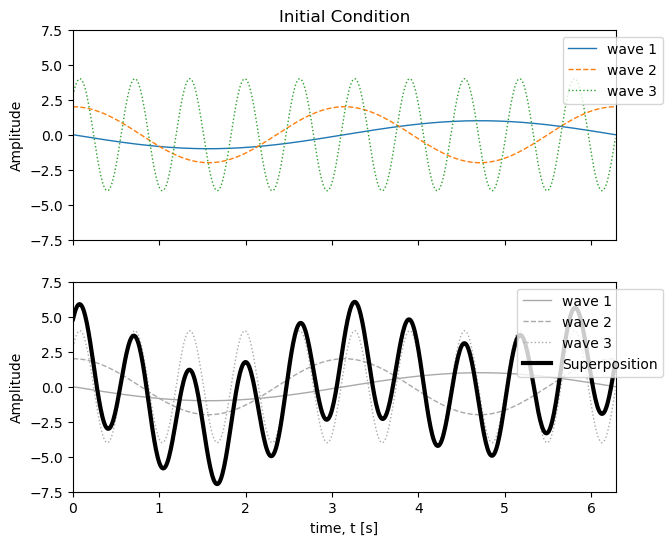 Initial Condition
7.5
5.0
2.5
0.0
−2.5
−5.0
−7.5
Amplitude
wave 1
wave 2
wave 3
7.5
5.0
2.5
0.0
−2.5
−5.0
−7.5
Amplitude
wave 1
wave 2
wave 3
Superposition
0 1 2 3 4 5 6
time, t [s]